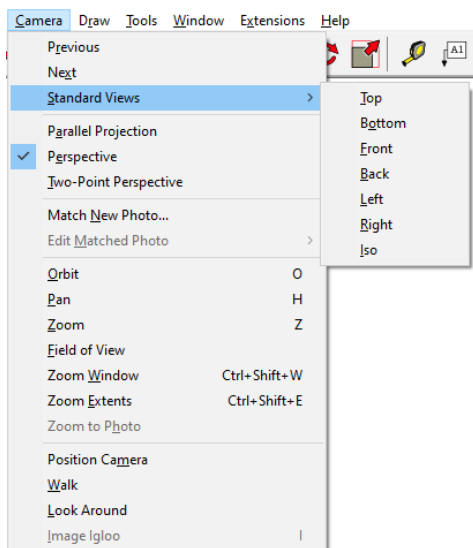 Camera Draw Tools Window Extensions Help
A1
Previous
Next
Standard Views
Top
Bottom
Front
Back
Left
Right
Iso
Parallel Projection
Perspective
Two-Point Perspective
Match New Photo...
Edit Matched Photo
Orbit O
Pan H
Zoom Z
Field of View
Zoom Window Ctrl+Shift+W
Zoom Extents Ctrl+Shift+E
Zoom to Photo
Position Camera
Walk
Look Around
Image Igloo I